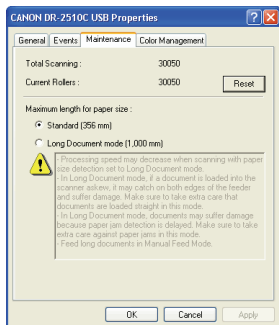 CANON DR-2510C USB Properties
General Events Maintenance Color Management
Total Scanning : 30050
Current Rollers : 30050 Reset
Maximum length for paper size :
Standard (356 mm)
Long Document mode (1,000 mm)
- Processing speed may decrease when scanning with paper
size detection set to Long Document mode.
- In Long Document mode, if a document is loaded into the
scanner askew, it may catch on both edges of the feeder
and suffer damage. Make sure to take extra care that
documents are loaded straight in this mode.
- In Long Document mode, documents may suffer damage
because paper jam detection is delayed. Make sure to take
extra care against paper jams in this mode.
- Feed long documents in Manual Feed Mode.
OK Cancel Apply